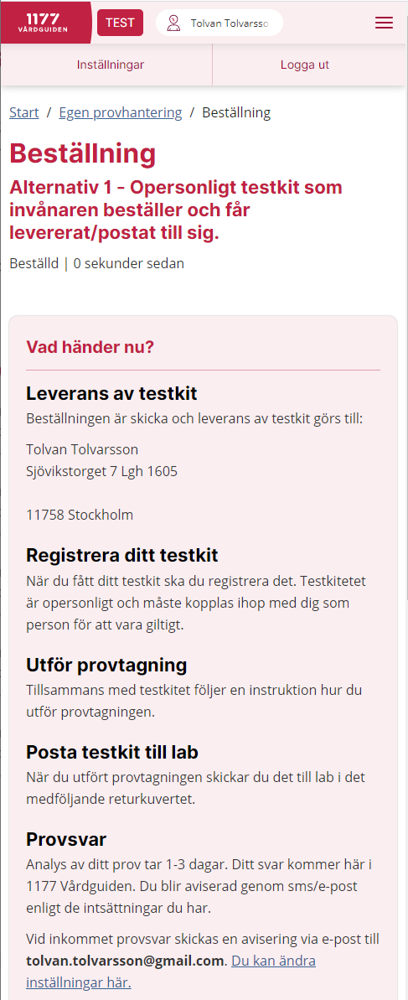 1177
VÅRDGUIDEN
TEST
Tolvan Tolvarsso
Inställningar
Logga ut
Start / Egen provhantering / Beställning
Beställning
Alternativ 1 - Opersonligt testkit som
invånaren beställer och får
levererat/postat till sig.
Beställd | 0 sekunder sedan
Vad händer nu?
Leverans av testkit
Beställningen är skicka och leverans av testkit görs till:
Tolvan Tolvarsson
Sjövikstorget 7 Lgh 1605
11758 Stockholm
Registrera ditt testkit
När du fått ditt testkit ska du registrera det. Testkitetet
är opersonligt och måste kopplas ihop med dig som
person för att vara giltigt.
Utför provtagning
Tillsammans med testkitet följer en instruktion hur du
utför provtagningen.
Posta testkit till lab
När du utfört provtagningen skickar du det till lab i det
medföljande returkuvertet.
Provsvar
Analys av ditt prov tar 1-3 dagar. Ditt svar kommer här i
1177 Vårdguiden. Du blir aviserad genom sms/e-post
enligt de intsättningar du har.
Vid inkommet provsvar skickas en avisering via e-post till
tolvan.tolvarsson@gmail.com. Du kan ändra
inställningar här.